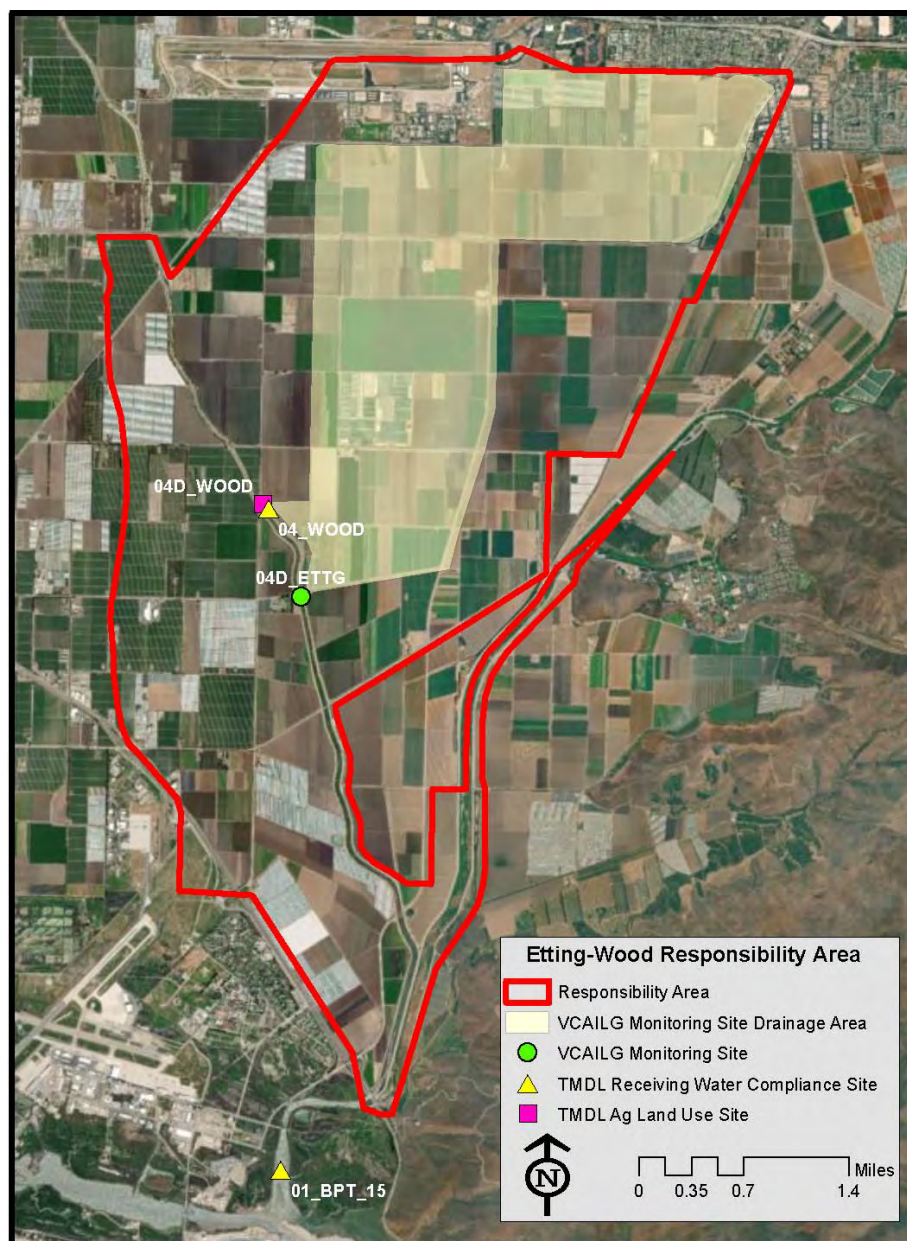 04D_WOOD
04_WOOD
04D_ETTG
01_BPT_15
Etting-Wood Responsibility Area
Responsibility Area
VCAILG Monitoring Site Drainage Area
VCAILG Monitoring Site
TMDL Receiving Water Compliance Site
TMDL Ag Land Use Site
N
Miles
0 0.35 0.7 1.4